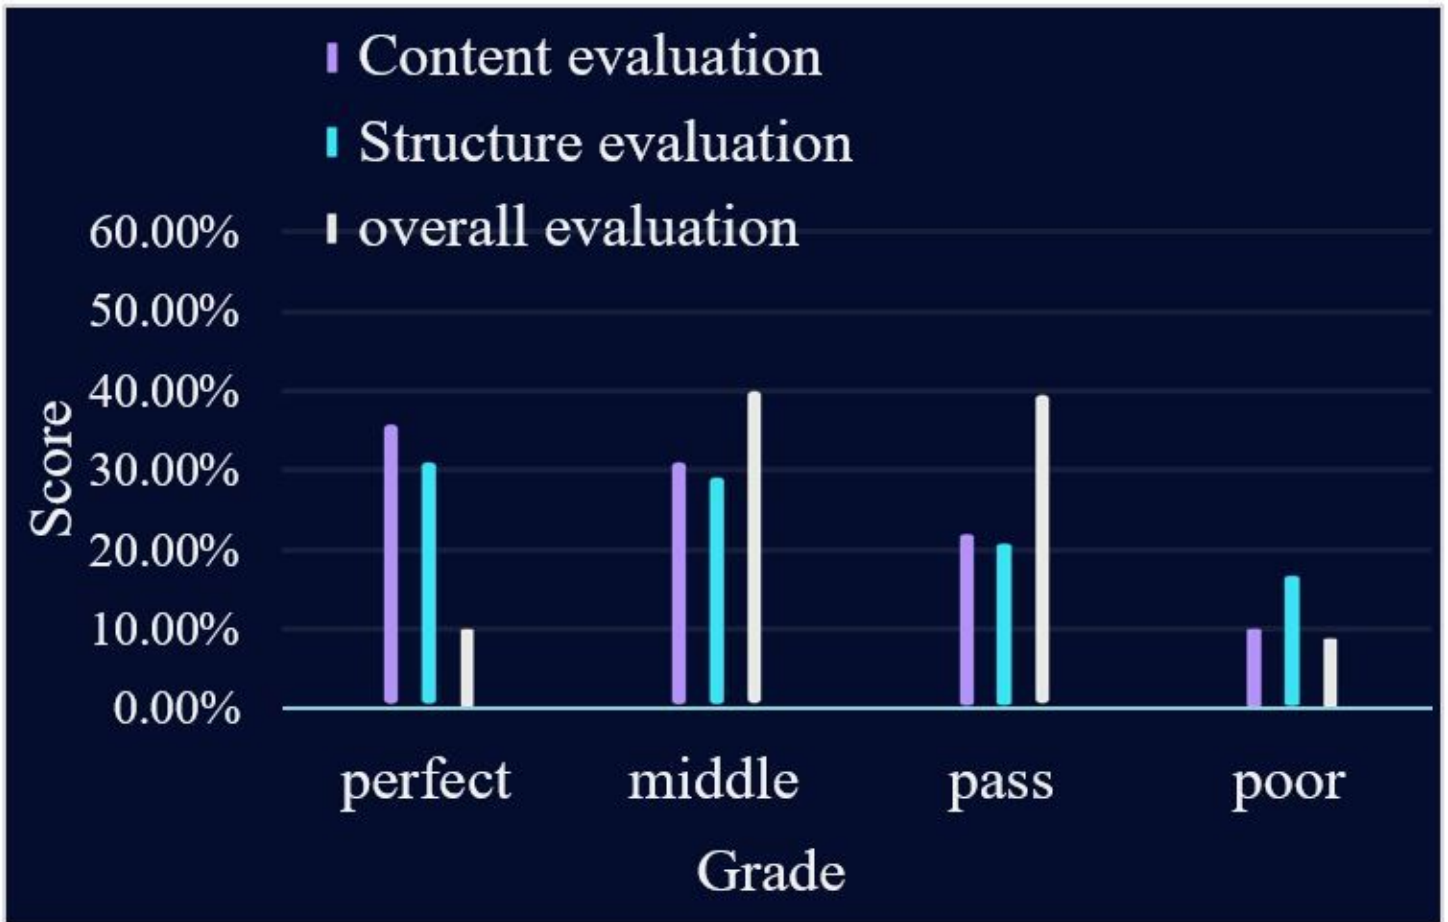 Content evaluation
Structure evaluation
overall evaluation
60.00%
50.00%
40.00%
30.00%
20.00%
10.00%
0.00%
Score
perfect middle pass poor
Grade